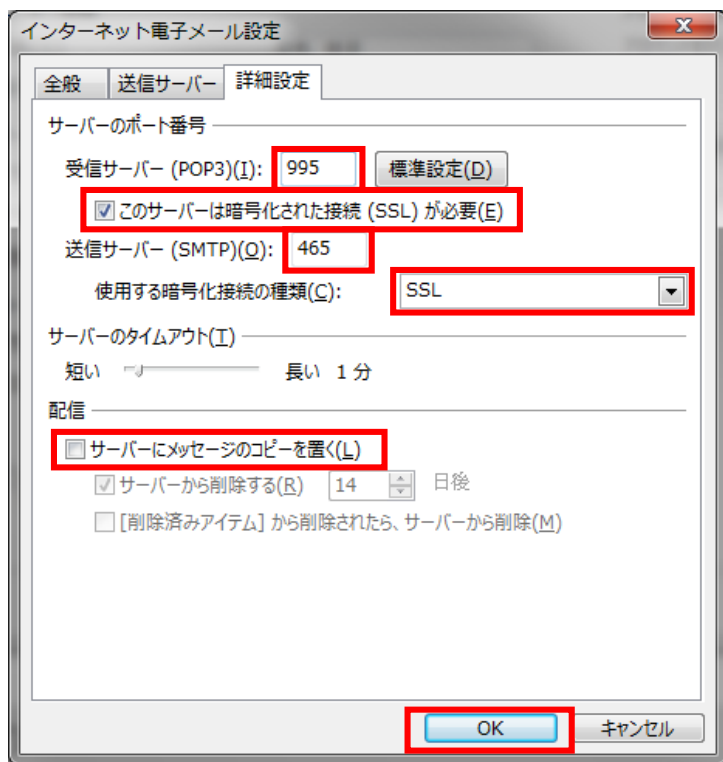 インターネット電子メール設定
全般 送信サーバー 詳細設定
サーバーのポート番号
受信サーバー (POP3)(I): 995 標準設定(D)
このサーバーは暗号化された接続 (SSL) が必要(E)
送信サーバー (SMTP)(O): 465
使用する暗号化接続の種類(C): SSL
サーバーのタイムアウト(T)
短い 長い 1 分
配信
サーバーにメッセージのコピーを置く(L)
サーバーから削除する(R) 14 日後
[削除済みアイテム] から削除されたら、サーバーから削除(M)
OK キャンセル